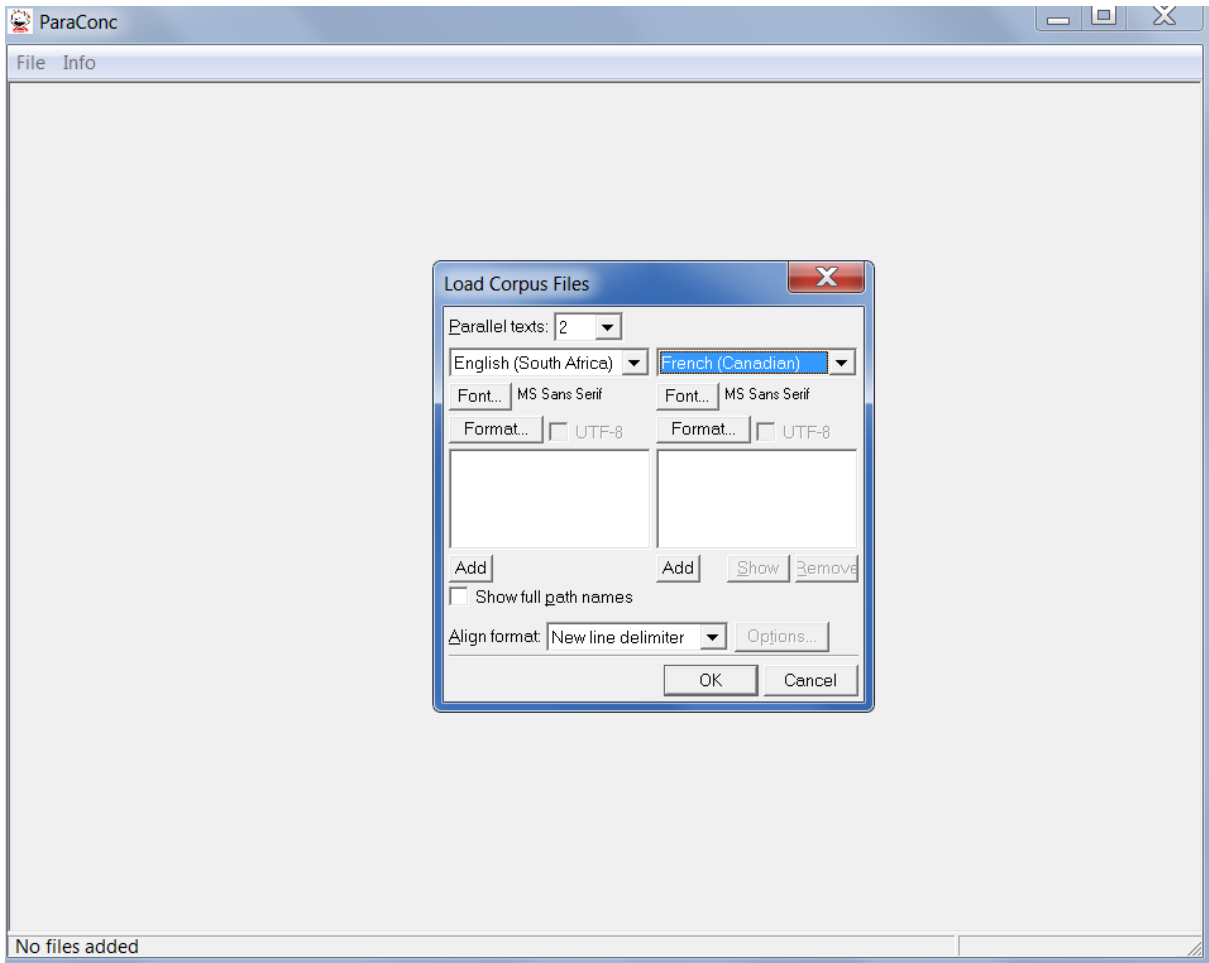 ParaConc
File Info
Load Corpus Files
Parallel texts: 2
English (South Africa) French (Canadian)
Font... MS Sans Serif Font... MS Sans Serif
Format... UTF-8 Format... UTF-8
Add Add Show Remove
Show full path names
Align format: New line delimiter Options...
OK Cancel
No files added